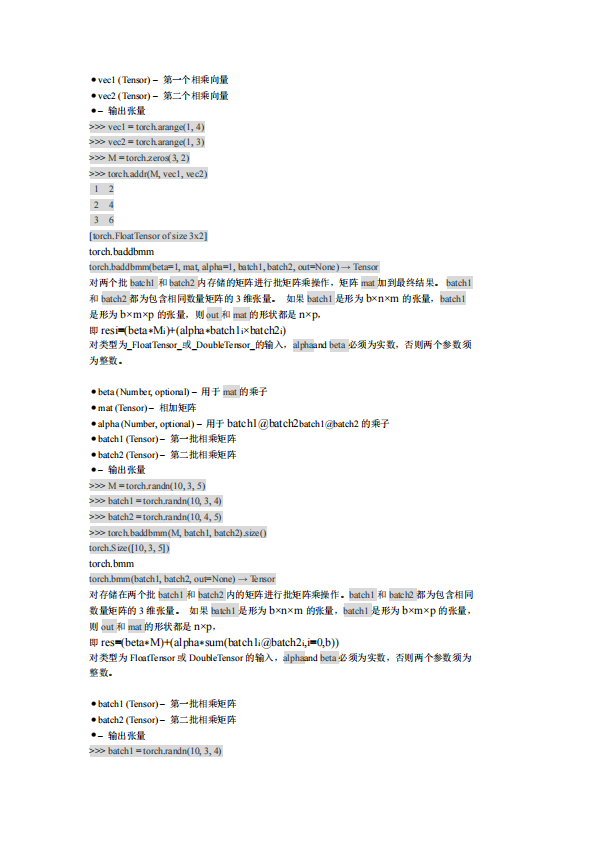 ●vec1 (Tensor) – 第一个相乘向量
●vec2 (Tensor) – 第二个相乘向量
●– 输出张量
>>> vec1 = torch.arange(1, 4)
>>> vec2 = torch.arange(1, 3)
>>> M = torch.zeros(3, 2)
>>> torch.addr(M, vec1, vec2)
1 2
2 4
3 6
[torch.FloatTensor of size 3x2]
torch.baddbmm
torch.baddbmm(beta=1, mat, alpha=1, batch1, batch2, out=None) → Tensor
对两个批 batch1 和 batch2 内存储的矩阵进行批矩阵乘操作，矩阵 mat 加到最终结果。 batch1
和 batch2 都为包含相同数量矩阵的 3 维张量。 如果 batch1 是形为 b×n×m 的张量，batch1
是形为 b×m×p 的张量，则 out 和 mat 的形状都是 n×p，
即 resi=(beta∗Mi)+(alpha∗batch1i×batch2i)
对类型为_FloatTensor_或_DoubleTensor_的输入，alphaand beta 必须为实数，否则两个参数须
为整数。
●beta (Number, optional) – 用于 mat 的乘子
●mat (Tensor) – 相加矩阵
●alpha (Number, optional) – 用于 batch1@batch2batch1@batch2 的乘子
●batch1 (Tensor) – 第一批相乘矩阵
●batch2 (Tensor) – 第二批相乘矩阵
●– 输出张量
>>> M = torch.randn(10, 3, 5)
>>> batch1 = torch.randn(10, 3, 4)
>>> batch2 = torch.randn(10, 4, 5)
>>> torch.baddbmm(M, batch1, batch2).size()
torch.Size([10, 3, 5])
torch.bmm
torch.bmm(batch1, batch2, out=None) → Tensor
对存储在两个批 batch1 和 batch2 内的矩阵进行批矩阵乘操作。batch1 和 batch2 都为包含相同
数量矩阵的 3 维张量。 如果 batch1 是形为 b×n×m 的张量，batch1 是形为 b×m×p 的张量，
则 out 和 mat 的形状都是 n×p，
即 res=(beta∗M)+(alpha∗sum(batch1i@batch2i,i=0,b))
对类型为 FloatTensor 或 DoubleTensor 的输入，alphaand beta 必须为实数，否则两个参数须为
整数。
●batch1 (Tensor) – 第一批相乘矩阵
●batch2 (Tensor) – 第二批相乘矩阵
●– 输出张量
>>> batch1 = torch.randn(10, 3, 4)